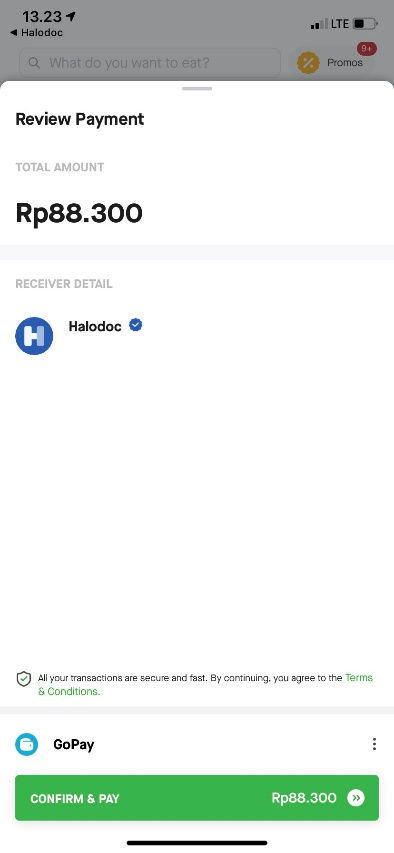 13.23
LTE
◀ Halodoc
9+
What do you want to eat?
Promos
Review Payment
TOTAL AMOUNT
Rp88.300
RECEIVER DETAIL
H
Halodoc
All your transactions are secure and fast. By continuing, you agree to the Terms
& Conditions.
GoPay
CONFIRM & PAY Rp88.300